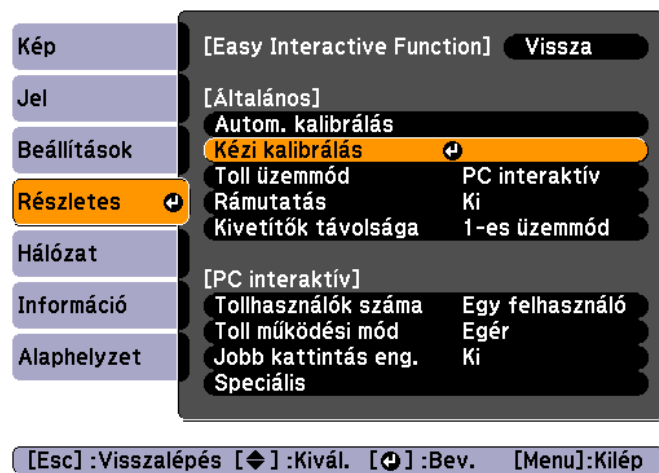 Kép
Jel
Beállítások
Részletes
Hálózat
Információ
Alaphelyzet
[Easy Interactive Function] Vissza
[Általános]
Autom. kalibrálás
Kézi kalibrálás
Toll üzemmód PC interaktív
Rámutatás Ki
Kivetítők távolsága 1-es üzemmód
[PC interaktív]
Tollhasználók száma Egy felhasználó
Toll működési mód Egér
Jobb kattintás eng. Ki
Speciális
[Esc] :Visszalépés [◆] :Kivál. [⏎] :Bev. [Menu]:Kilép